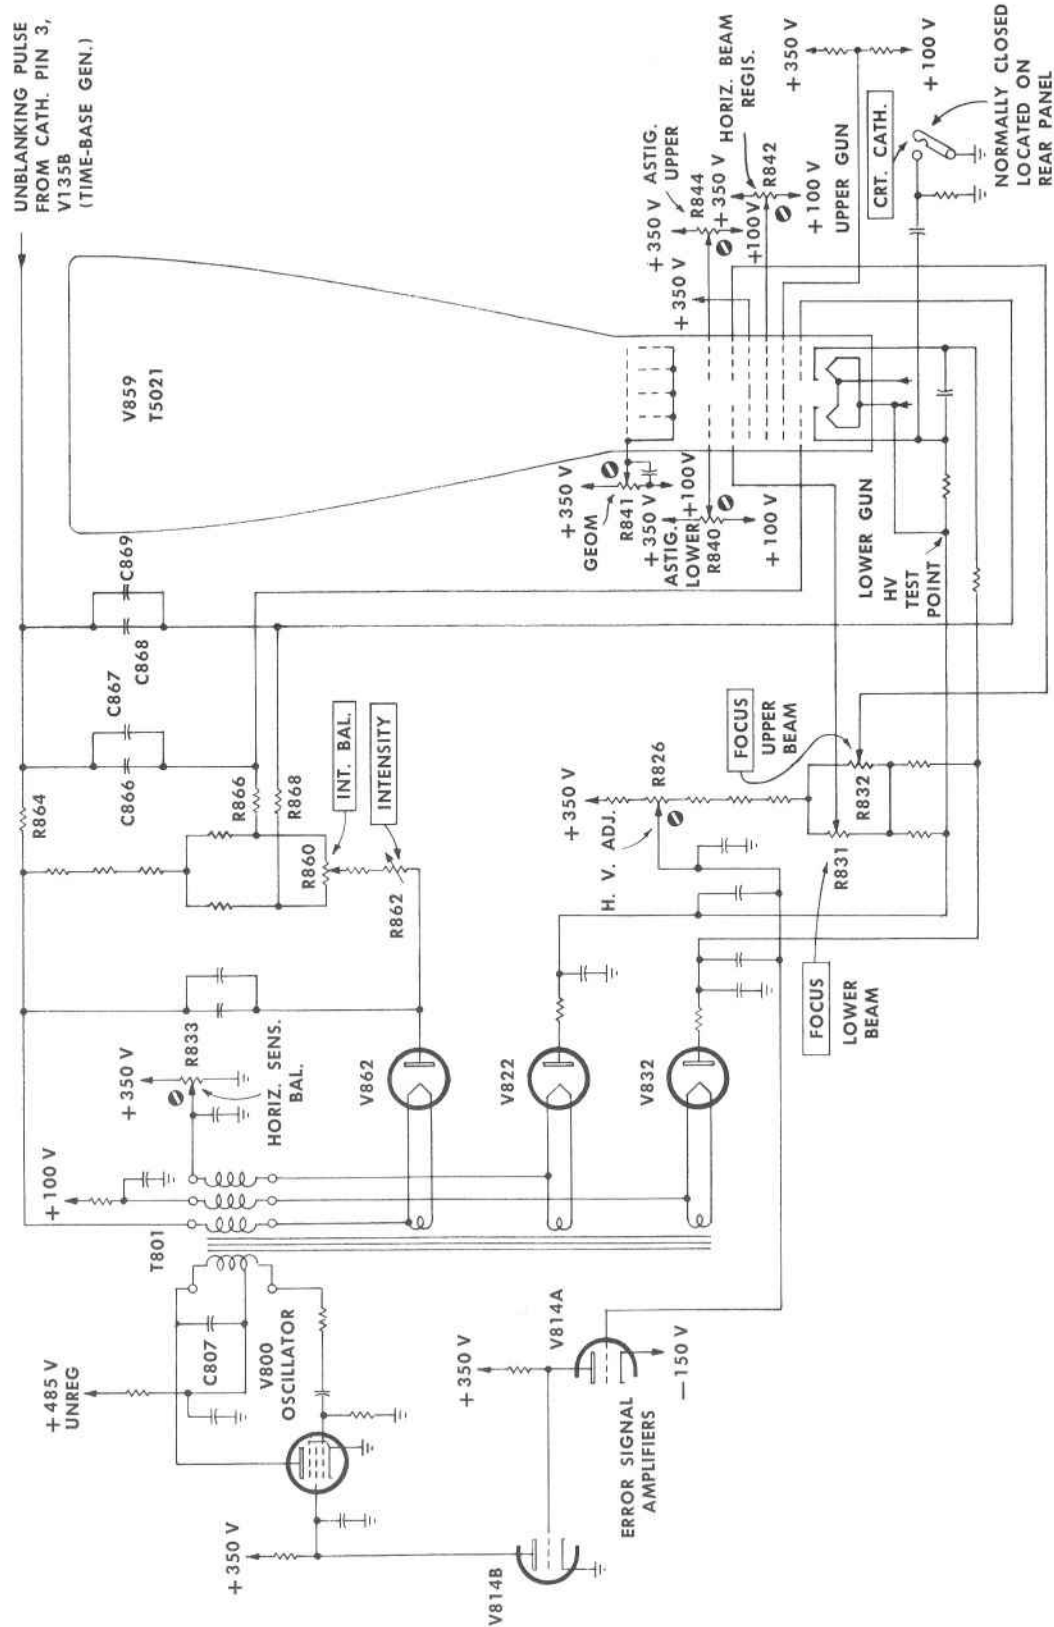 UNBLANKING PULSE
FROM CATH. PIN 3,
V135B
(TIME-BASE GEN.)
V859
T5021
+350 V ASTIG.
UPPER
R844
+350 V
HORIZ. BEAM
REGIS.
R842
+350 V
+100V
+100 V
UPPER GUN
+350 V
+100 V
CRT. CATH.
NORMALLY CLOSED
LOCATED ON
REAR PANEL
+350 V
GEOM
R841
+350 V
ASTIG.
LOWER
+100V
R840
+100 V
LOWER GUN
HV
TEST
POINT
C869
C868
C867
C866
R864
R866
R868
INT. BAL.
INTENSITY
R860
R862
+350 V
R826
H. V. ADJ.
FOCUS
UPPER
BEAM
R832
R831
FOCUS
LOWER
BEAM
+350 V
R833
HORIZ. SENS.
BAL.
V862
V822
V832
+100 V
T801
+485 V
UNREG
C807
V800
OSCILLATOR
+350 V
V814A
-150 V
ERROR SIGNAL
AMPLIFIERS
+350 V
V814B